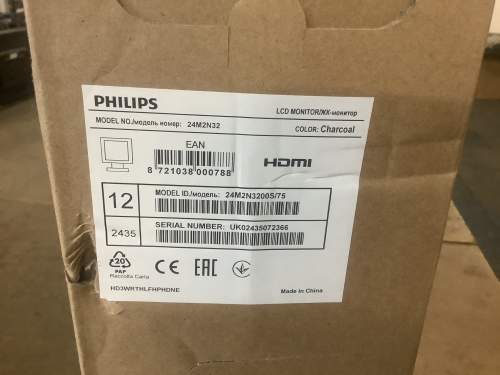 PHILIPS
LCD MONITOR/ЖК-монитор
MODEL NO./модель номер: 24M2N32
COLOR: Charcoal
EAN
8 721038 000788
HDMI
12
MODEL ID./модель: 24M2N3200S/75
2435
SERIAL NUMBER: UK02435072366
20
PAP
Raccolta Carta
CE
EAC
HD3WRTHLFHPHDNE
Made in China